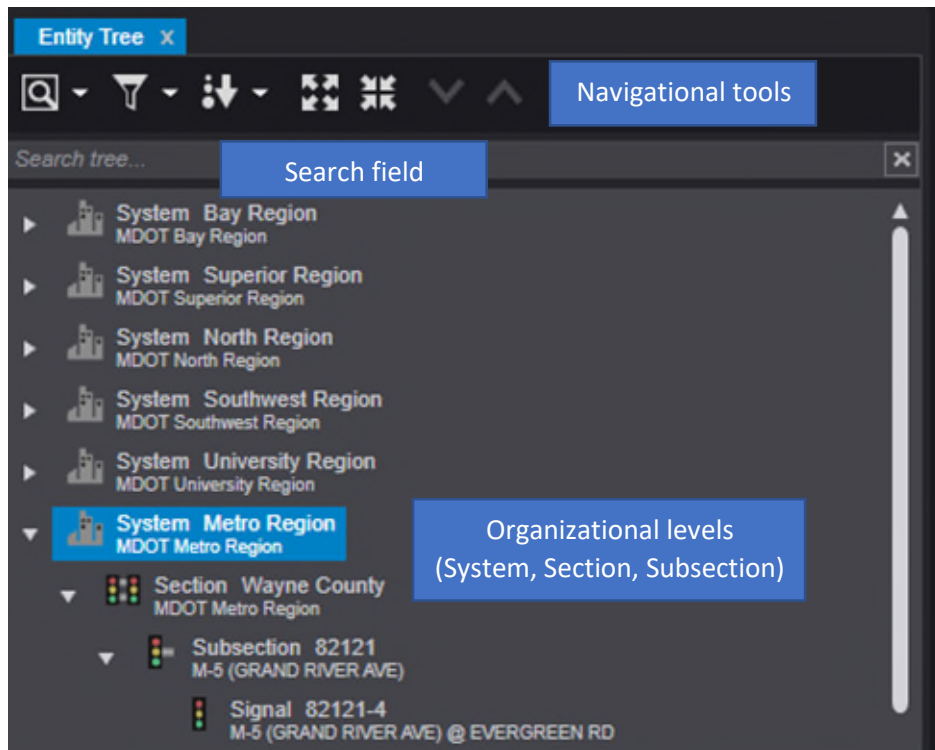 Entity Tree x
Navigational tools
Search tree...
Search field
System Bay Region
MDOT Bay Region
System Superior Region
MDOT Superior Region
System North Region
MDOT North Region
System Southwest Region
MDOT Southwest Region
System University Region
MDOT University Region
System Metro Region
MDOT Metro Region
Organizational levels
(System, Section, Subsection)
Section Wayne County
MDOT Metro Region
Subsection 82121
M-5 (GRAND RIVER AVE)
Signal 82121-4
M-5 (GRAND RIVER AVE) @ EVERGREEN RD